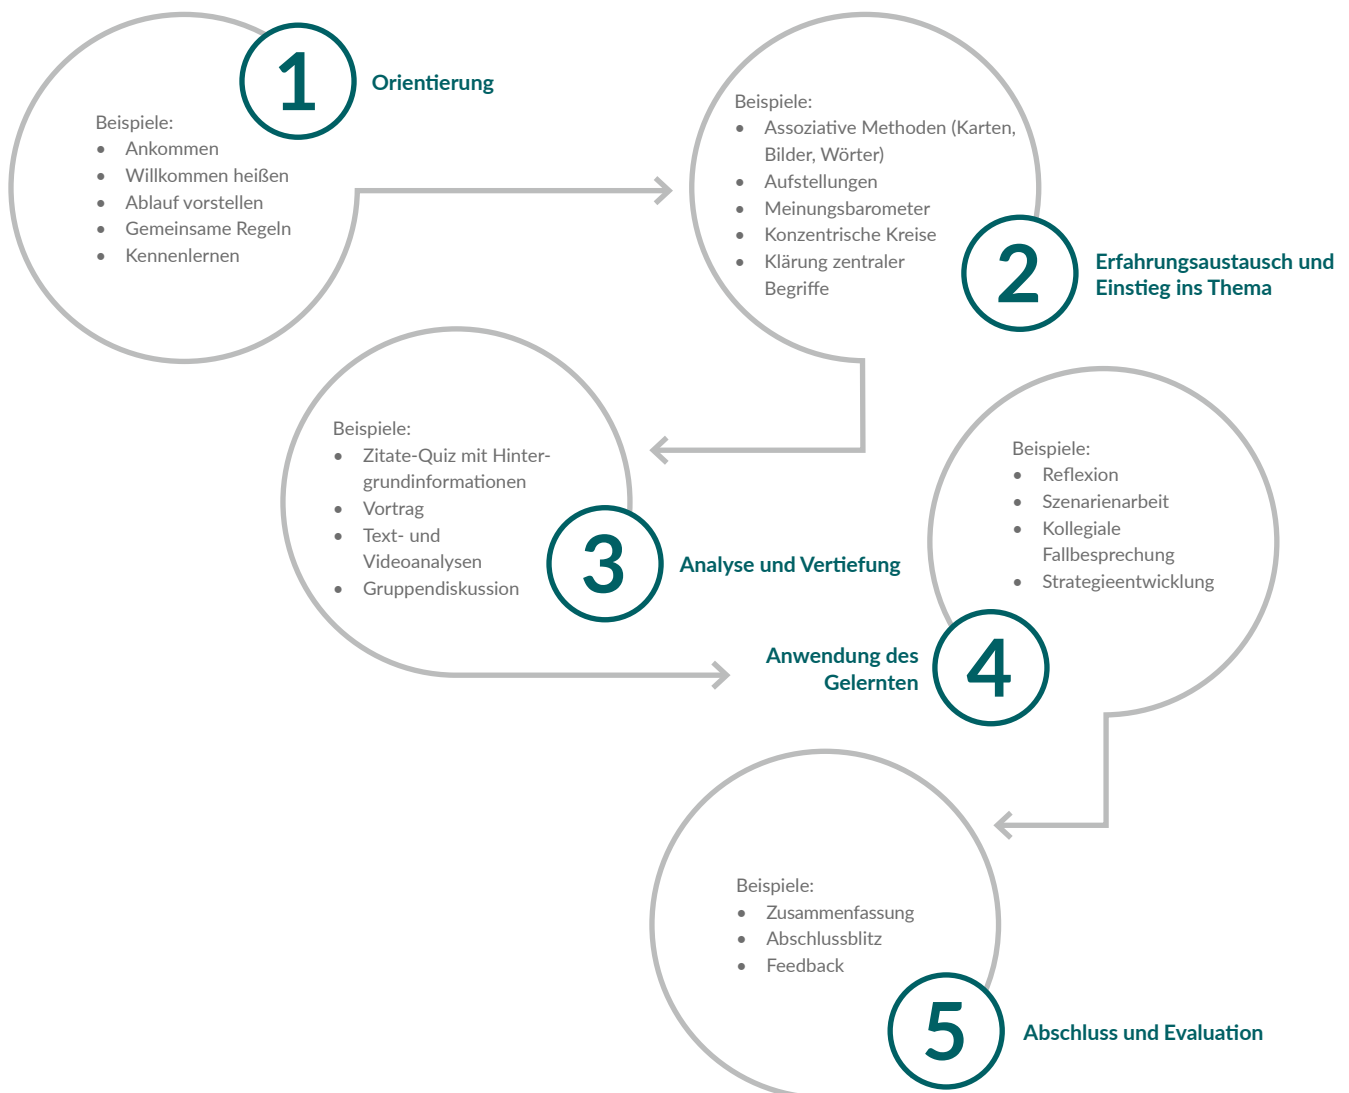 1
Orientierung
Beispiele:
• Ankommen
• Willkommen heißen
• Ablauf vorstellen
• Gemeinsame Regeln
• Kennenlernen
Beispiele:
• Assoziative Methoden (Karten,
Bilder, Wörter)
• Aufstellungen
• Meinungsbarometer
• Konzentrische Kreise
• Klärung zentraler
Begriffe
2
Erfahrungsaustausch und
Einstieg ins Thema
Beispiele:
• Zitate-Quiz mit Hinter-
grundinformationen
• Vortrag
• Text- und
Videoanalysen
• Gruppendiskussion
3
Analyse und Vertiefung
Beispiele:
• Reflexion
• Szenarienarbeit
• Kollegiale
Fallbesprechung
• Strategieentwicklung
Anwendung des
Gelernten
4
Beispiele:
• Zusammenfassung
• Abschlussblitz
• Feedback
5
Abschluss und Evaluation